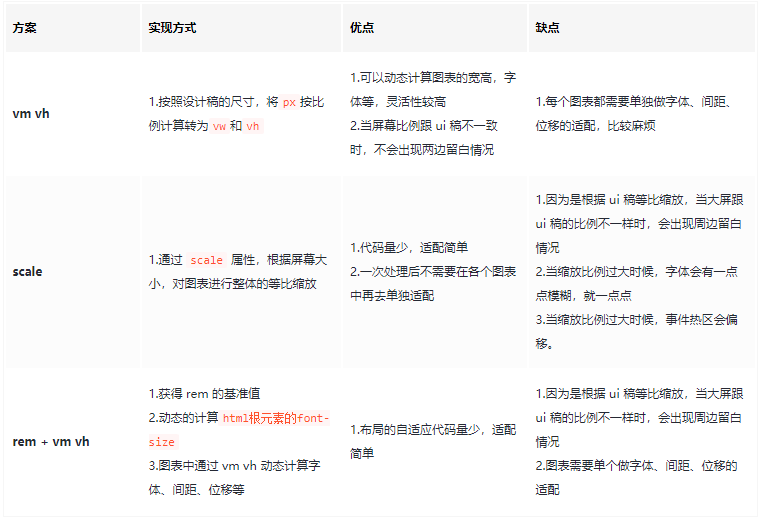 方案 实现方式 优点 缺点
vm vh
1.按照设计稿的尺寸，将 px 按比
例计算转为 vw 和 vh
1.可以动态计算图表的宽高，字
体等，灵活性较高
2.当屏幕比例跟 ui 稿不一致
时，不会出现两边留白情况
1.每个图表都需要单独做字体、间距、
位移的适配，比较麻烦
scale
1.通过 scale 属性，根据屏幕大
小，对图表进行整体的等比缩放
1.代码量少，适配简单
2.一次处理后不需要在各个图表
中再去单独适配
1.因为是根据 ui 稿等比缩放，当大屏跟
ui 稿的比例不一样时，会出现周边留白
情况
2.当缩放比例过大时候，字体会有一点
点模糊，就一点点
3.当缩放比例过大时候，事件热区会偏
移。
rem + vm vh
1.获得 rem 的基准值
2.动态的计算html根元素的font-
size
3.图表中通过 vm vh 动态计算字
体、间距、位移等
1.布局的自适应代码量少，适配
简单
1.因为是根据 ui 稿等比缩放，当大屏跟
ui 稿的比例不一样时，会出现周边留白
情况
2.图表需要单个做字体、间距、位移的
适配